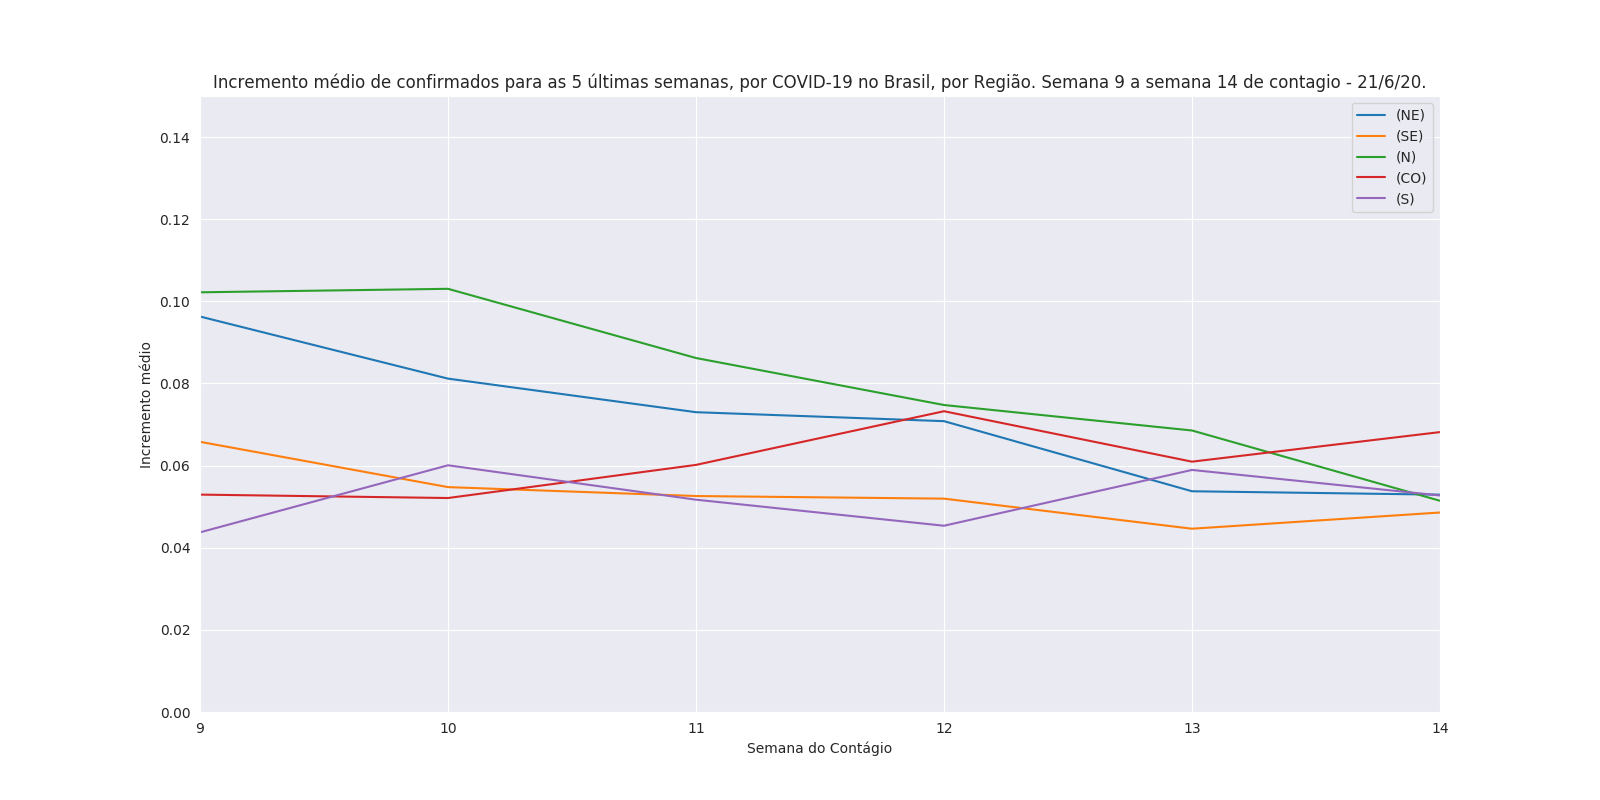 Incremento médio de confirmados para as 5 últimas semanas, por COVID-19 no Brasil, por Região. Semana 9 a semana 14 de contagio - 21/6/20.
(NE)
(SE)
(N)
(CO)
(S)
0.14
0.12
0.10
0.08
0.06
0.04
0.02
0.00
Incremento médio
9 10 11 12 13 14
Semana do Contágio